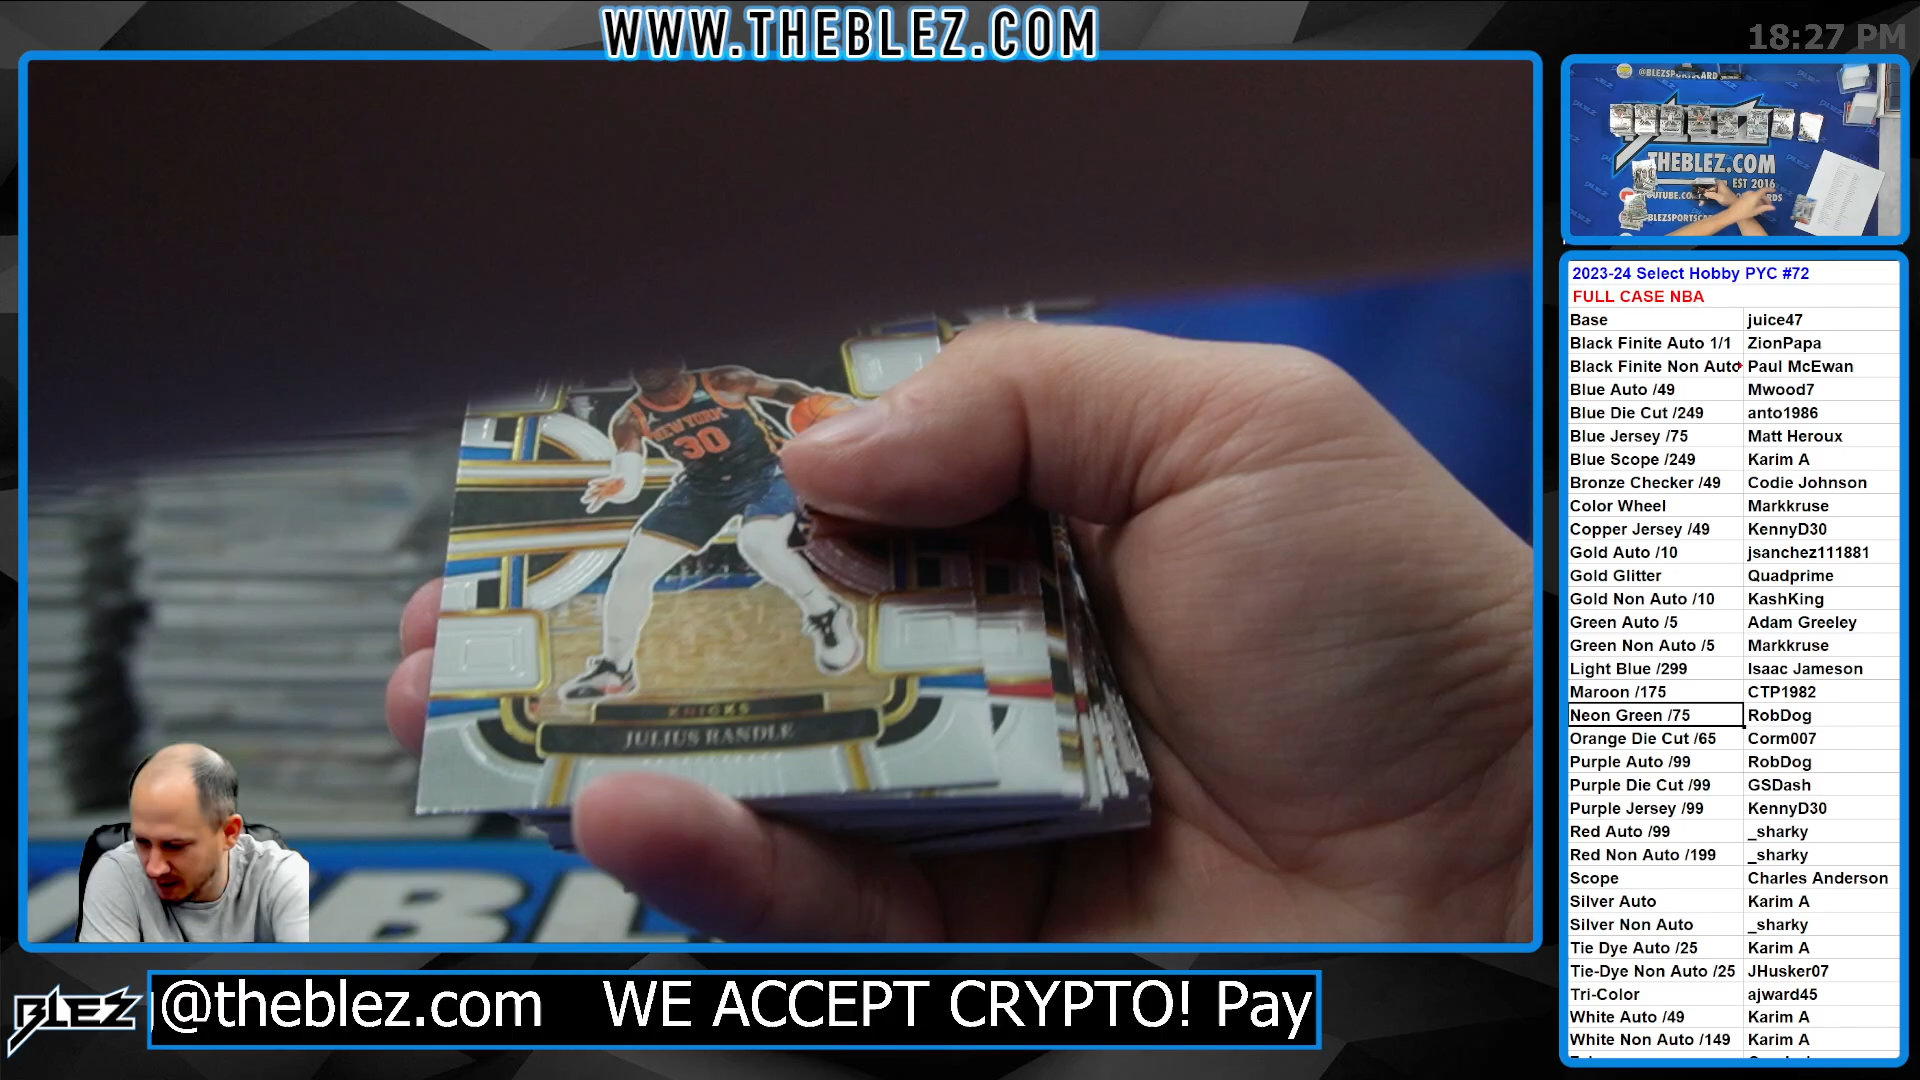 WWW.THEBLEZ.COM
18:27 PM
@BLEZSPORTSCARD
THEBLEZ.COM
EST 2016
NEW YORK
30
KNICKS
JULIUS RANDLE
2023-24 Select Hobby PYC #72
FULL CASE NBA
Base juice47
Black Finite Auto 1/1 ZionPapa
Black Finite Non Auto Paul McEwan
Blue Auto /49 Mwood7
Blue Die Cut /249 anto1986
Blue Jersey /75 Matt Heroux
Blue Scope /249 Karim A
Bronze Checker /49 Codie Johnson
Color Wheel Markkruse
Copper Jersey /49 KennyD30
Gold Auto /10 jsanchez111881
Gold Glitter Quadprime
Gold Non Auto /10 KashKing
Green Auto /5 Adam Greeley
Green Non Auto /5 Markkruse
Light Blue /299 Isaac Jameson
Maroon /175 CTP1982
Neon Green /75 RobDog
Orange Die Cut /65 Corm007
Purple Auto /99 RobDog
Purple Die Cut /99 GSDash
Purple Jersey /99 KennyD30
Red Auto /99 _sharky
Red Non Auto /199 _sharky
Scope Charles Anderson
Silver Auto Karim A
Silver Non Auto _sharky
Tie Dye Auto /25 Karim A
Tie-Dye Non Auto /25 JHusker07
Tri-Color ajward45
White Auto /49 Karim A
White Non Auto /149 Karim A
BLEZ
@theblez.com WE ACCEPT CRYPTO! Pay